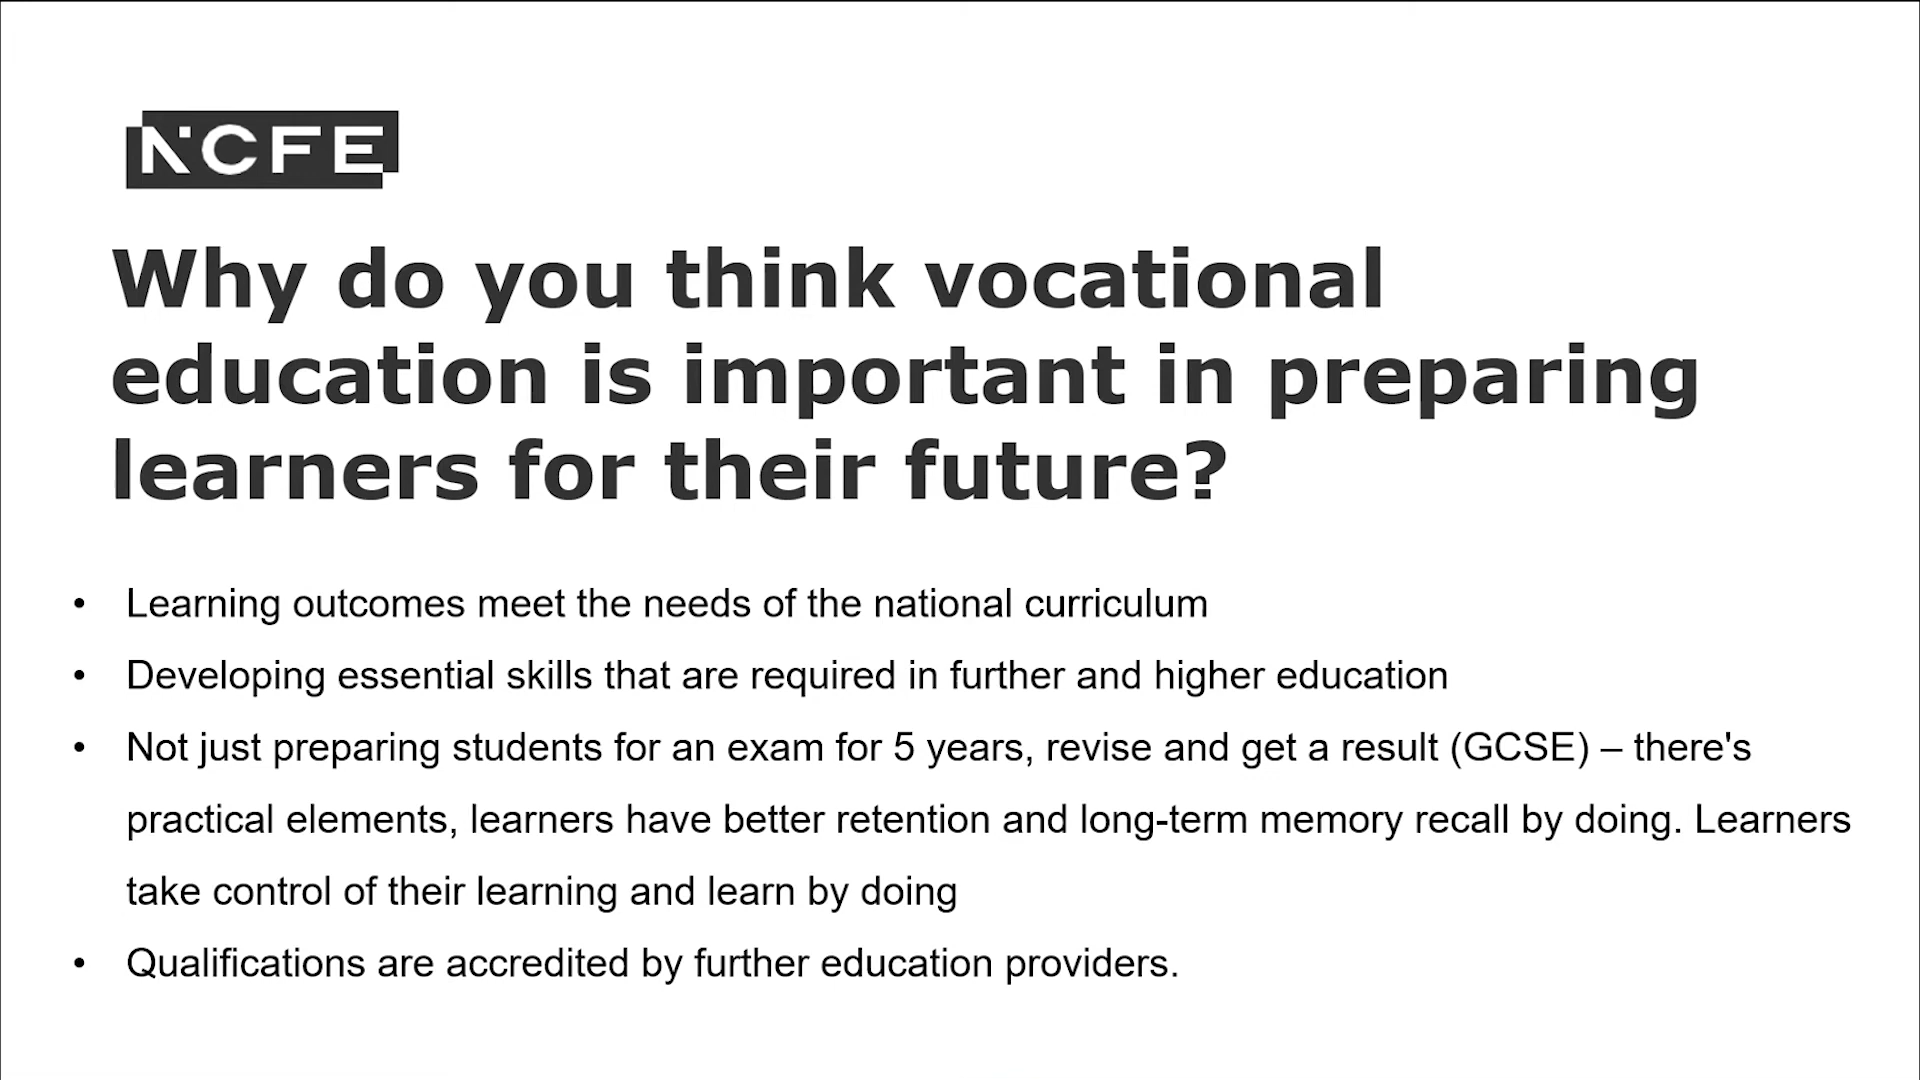 NCFE
Why do you think vocational
education is important in preparing
learners for their future?
• Learning outcomes meet the needs of the national curriculum
• Developing essential skills that are required in further and higher education
• Not just preparing students for an exam for 5 years, revise and get a result (GCSE) – there's
practical elements, learners have better retention and long-term memory recall by doing. Learners
take control of their learning and learn by doing
• Qualifications are accredited by further education providers.